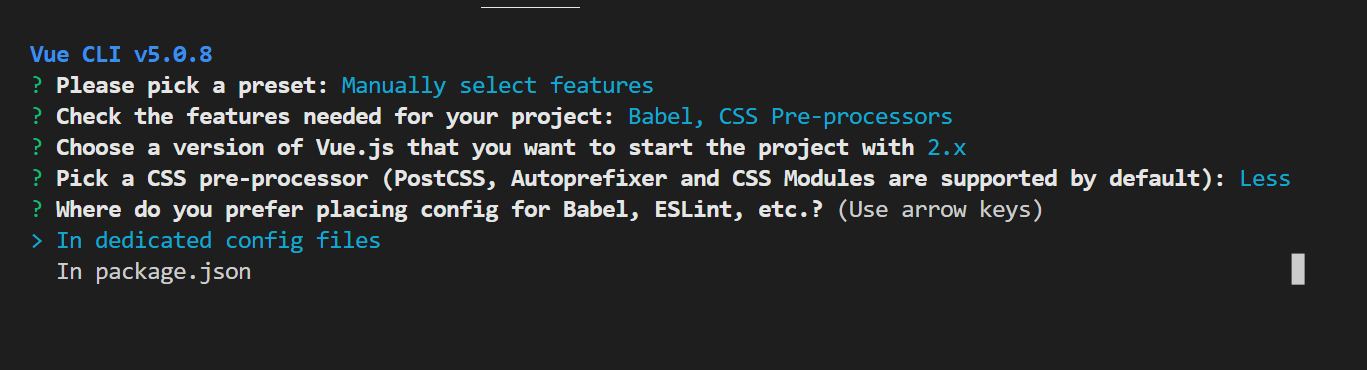 Vue CLI v5.0.8
? Please pick a preset: Manually select features
? Check the features needed for your project: Babel, CSS Pre-processors
? Choose a version of Vue.js that you want to start the project with 2.x
? Pick a CSS pre-processor (PostCSS, Autoprefixer and CSS Modules are supported by default): Less
? Where do you prefer placing config for Babel, ESLint, etc.? (Use arrow keys)
> In dedicated config files
  In package.json